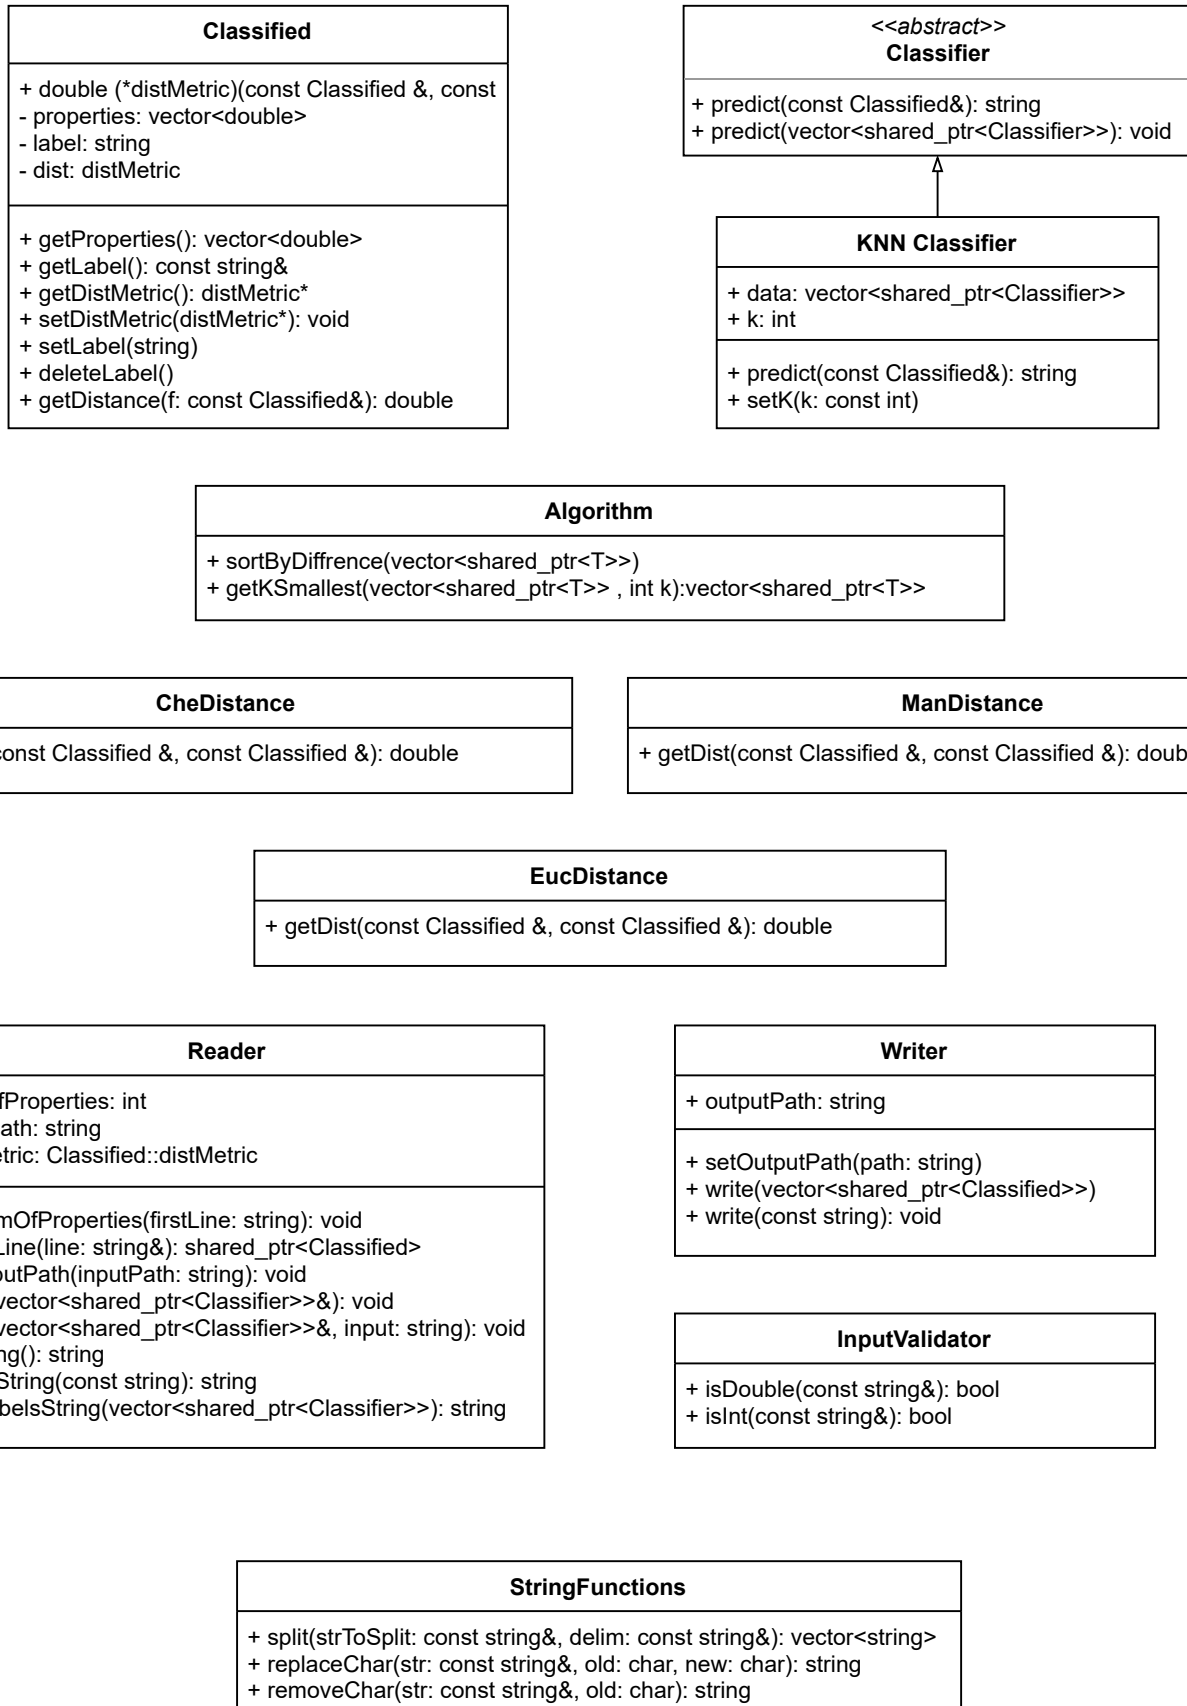 Classified
+ double (*distMetric)(const Classified &, const
- properties: vector<double>
- label: string
- dist: distMetric
+ getProperties(): vector<double>
+ getLabel(): const string&
+ getDistMetric(): distMetric*
+ setDistMetric(distMetric*): void
+ setLabel(string)
+ deleteLabel()
+ getDistance(f: const Classified&): double
<<abstract>>
Classifier
+ predict(const Classified&): string
+ predict(vector<shared_ptr<Classifier>>): void
KNN Classifier
+ data: vector<shared_ptr<Classifier>>
+ k: int
+ predict(const Classified&): string
+ setK(k: const int)
Algorithm
+ sortByDiffrence(vector<shared_ptr<T>>)
+ getKSmallest(vector<shared_ptr<T>> , int k):vector<shared_ptr<T>>
CheDistance
const Classified &, const Classified &): double
ManDistance
+ getDist(const Classified &, const Classified &): doub
EucDistance
+ getDist(const Classified &, const Classified &): double
Reader
fProperties: int
ath: string
etric: Classified::distMetric
mOfProperties(firstLine: string): void
Line(line: string&): shared_ptr<Classified>
putPath(inputPath: string): void
vector<shared_ptr<Classifier>>&): void
vector<shared_ptr<Classifier>>&, input: string): void
ng(): string
String(const string): string
belsString(vector<shared_ptr<Classifier>>): string
Writer
+ outputPath: string
+ setOutputPath(path: string)
+ write(vector<shared_ptr<Classified>>)
+ write(const string): void
InputValidator
+ isDouble(const string&): bool
+ isInt(const string&): bool
StringFunctions
+ split(strToSplit: const string&, delim: const string&): vector<string>
+ replaceChar(str: const string&, old: char, new: char): string
+ removeChar(str: const string&, old: char): string